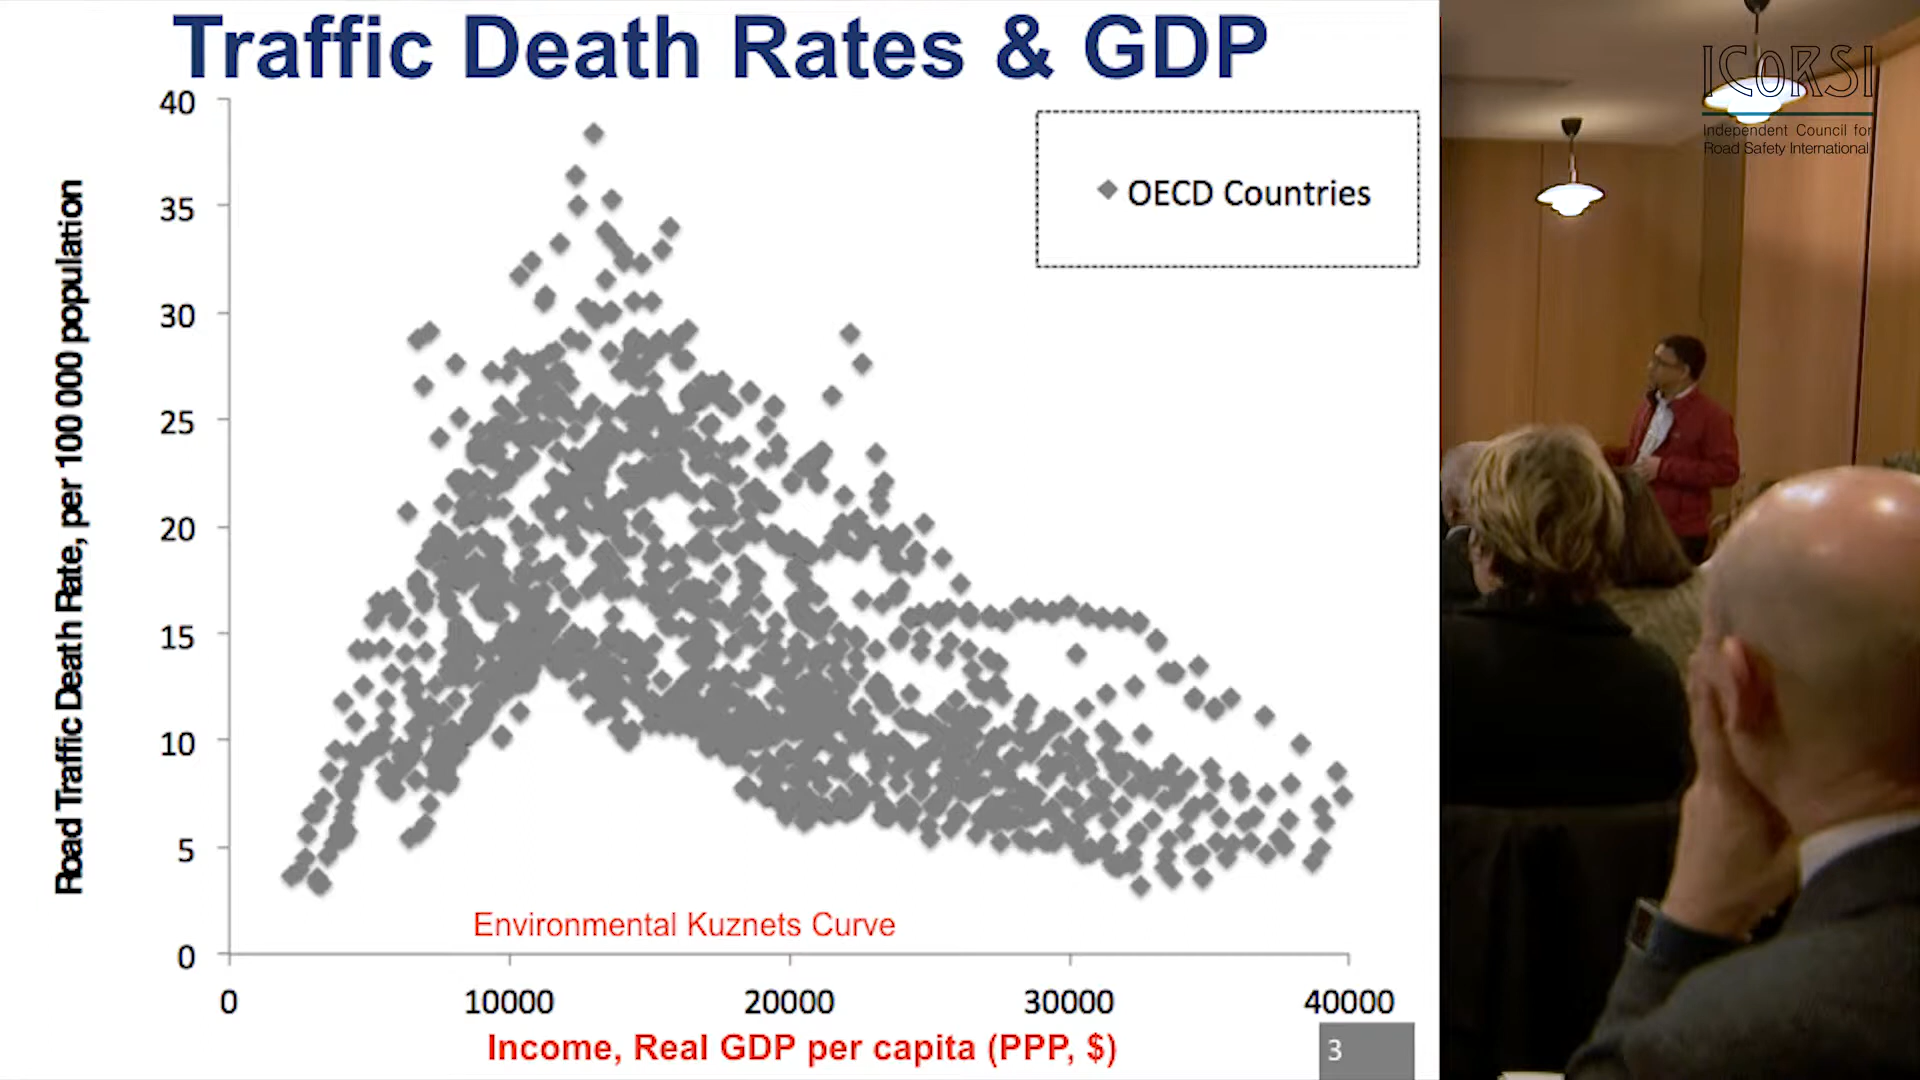 Traffic Death Rates & GDP
40
35
30
25
20
15
10
5
0
Road Traffic Death Rate, per 100 000 population
OECD Countries
Environmental Kuznets Curve
0 10000 20000 30000 40000
Income, Real GDP per capita (PPP, $)
3
ICoRSI
Independent Council for
Road Safety International